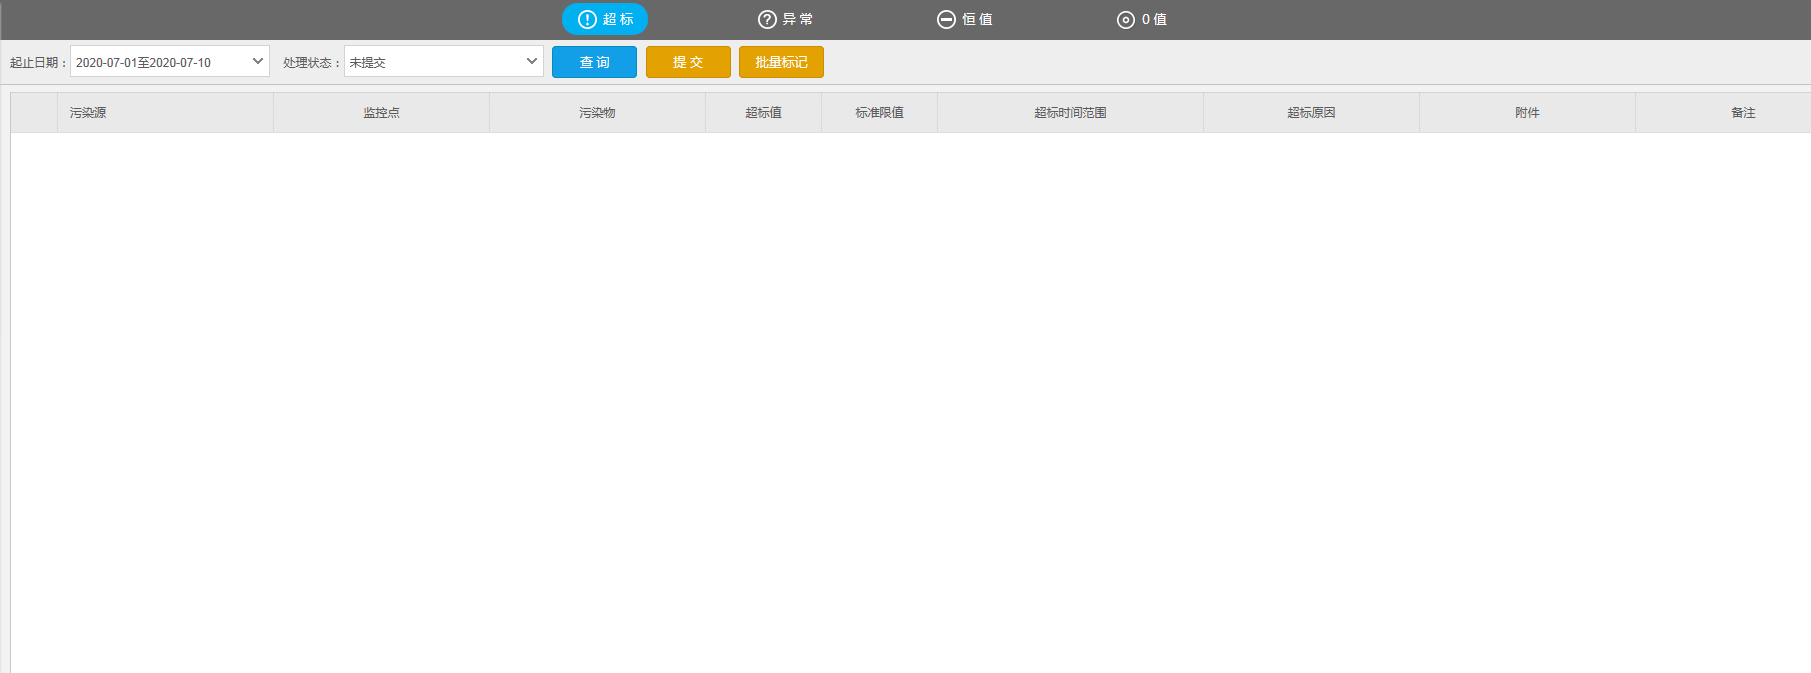 超标 异常 恒值 0值
起止日期： 2020-07-01至2020-07-10 处理状态： 未提交 查询 提交 批量标记
污染源 监控点 污染物 超标值 标准限值 超标时间范围 超标原因 附件 备注